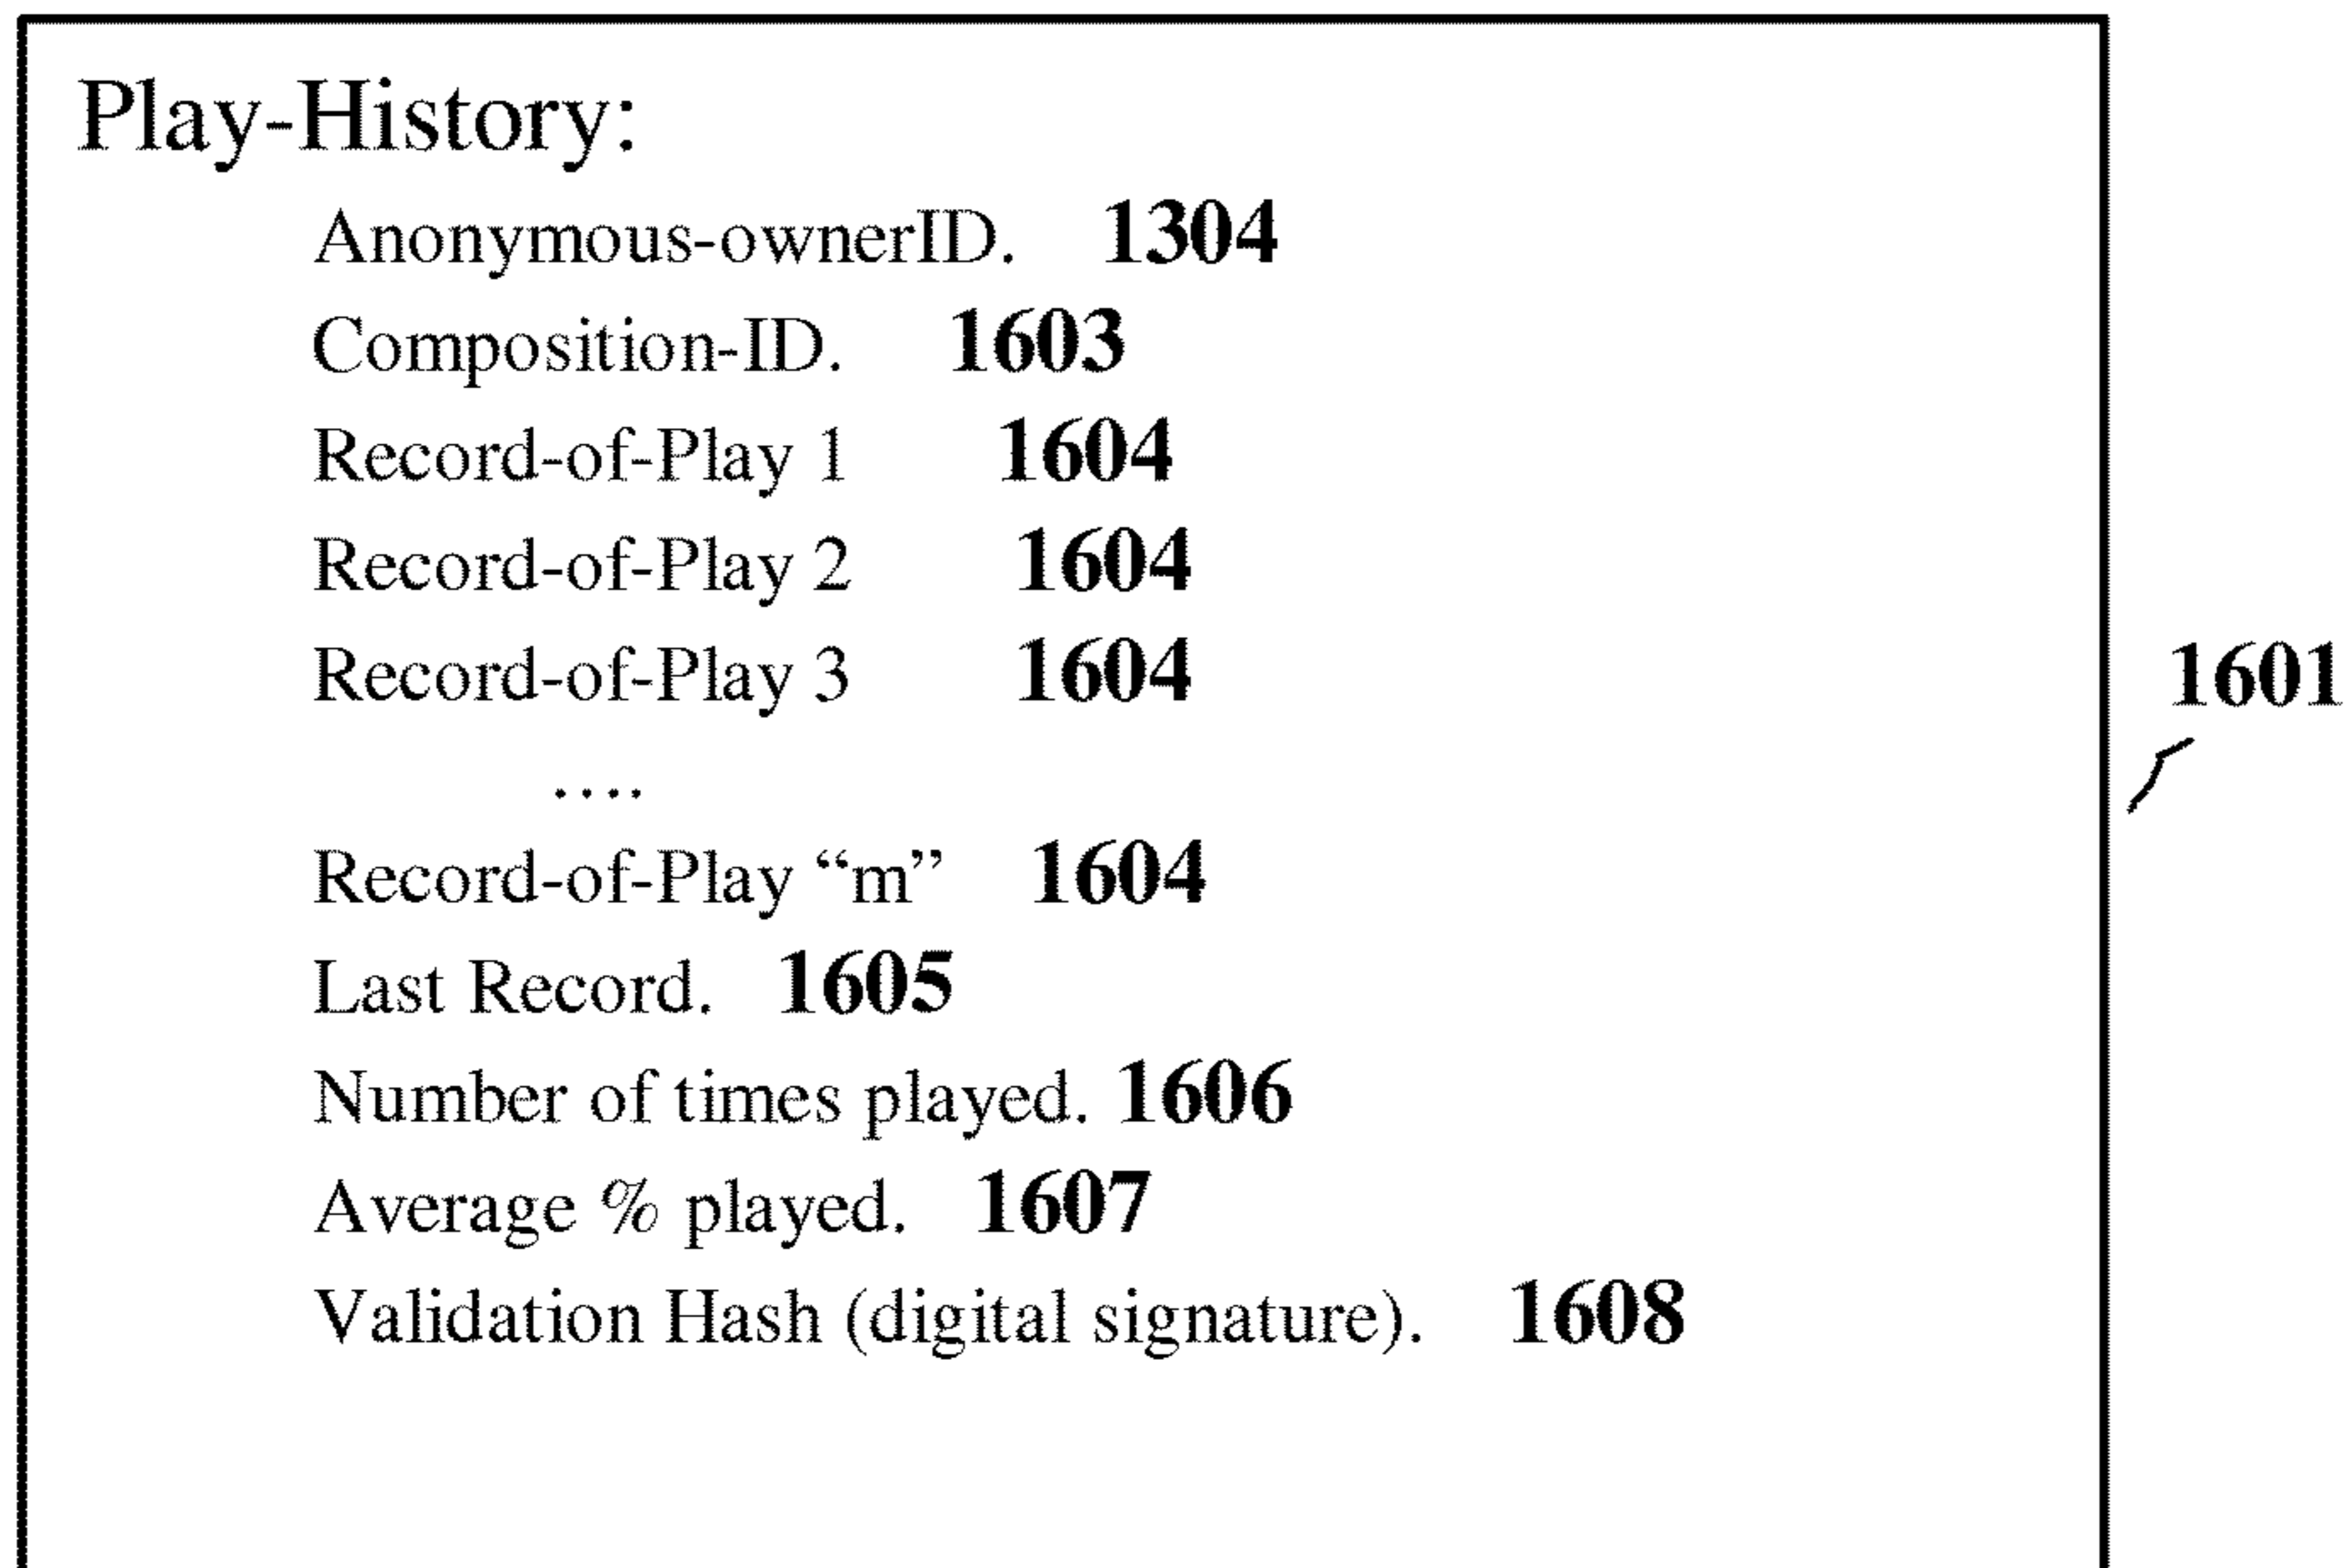 Play-History:
Anonymous-ownerID. 1304
Composition-ID. 1603
Record-of-Play 1 1604
Record-of-Play 2 1604
Record-of-Play 3 1604
1601
....
Record-of-Play “m” 1604
Last Record. 1605
Number of times played. 1606
Average % played. 1607
Validation Hash (digital signature). 1608